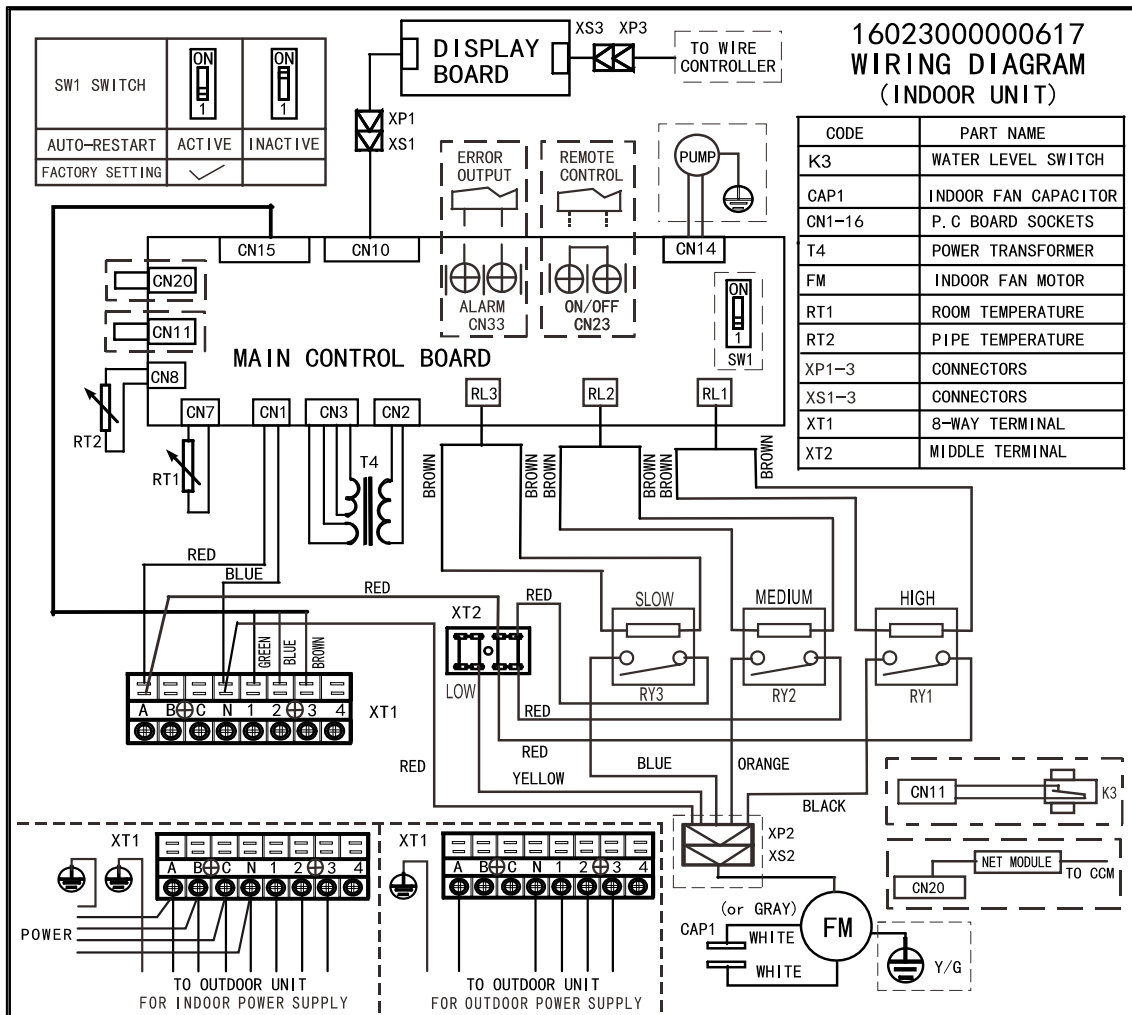 16023000000617
WIRING DIAGRAM
(INDOOR UNIT)
SW1 SWITCH
ON
1
ON
1
AUTO-RESTART ACTIVE INACTIVE
FACTORY SETTING
DISPLAY
BOARD
XS3 XP3
TO WIRE
CONTROLLER
XP1
XS1
ERROR
OUTPUT
REMOTE
CONTROL
PUMP
CODE PART NAME
K3 WATER LEVEL SWITCH
CAP1 INDOOR FAN CAPACITOR
CN1-16 P.C BOARD SOCKETS
T4 POWER TRANSFORMER
FM INDOOR FAN MOTOR
RT1 ROOM TEMPERATURE
RT2 PIPE TEMPERATURE
XP1-3 CONNECTORS
XS1-3 CONNECTORS
XT1 8-WAY TERMINAL
XT2 MIDDLE TERMINAL
CN15
CN10
CN14
CN20
CN11
CN8
ALARM
CN33
ON/OFF
CN23
ON
1
SW1
MAIN CONTROL BOARD
RL3
RL2
RL1
CN7
CN1
CN3
CN2
RT2
RT1
T4
BROWN
BROWN
BROWN
BROWN
BROWN
BROWN
RED
BLUE
RED
RED
XT2
LOW
SLOW
MEDIUM
HIGH
RY3
RY2
RY1
GREEN
BLUE
BROWN
A B C N 1 2 3 4
XT1
RED
RED
RED
YELLOW
BLUE
ORANGE
BLACK
CN11
K3
XP2
XS2
NET MODULE
TO CCM
CN20
XT1
A B C N 1 2 3 4
POWER
TO OUTDOOR UNIT
FOR INDOOR POWER SUPPLY
XT1
A B C N 1 2 3 4
TO OUTDOOR UNIT
FOR OUTDOOR POWER SUPPLY
(or GRAY)
CAP1
WHITE
WHITE
FM
Y/G